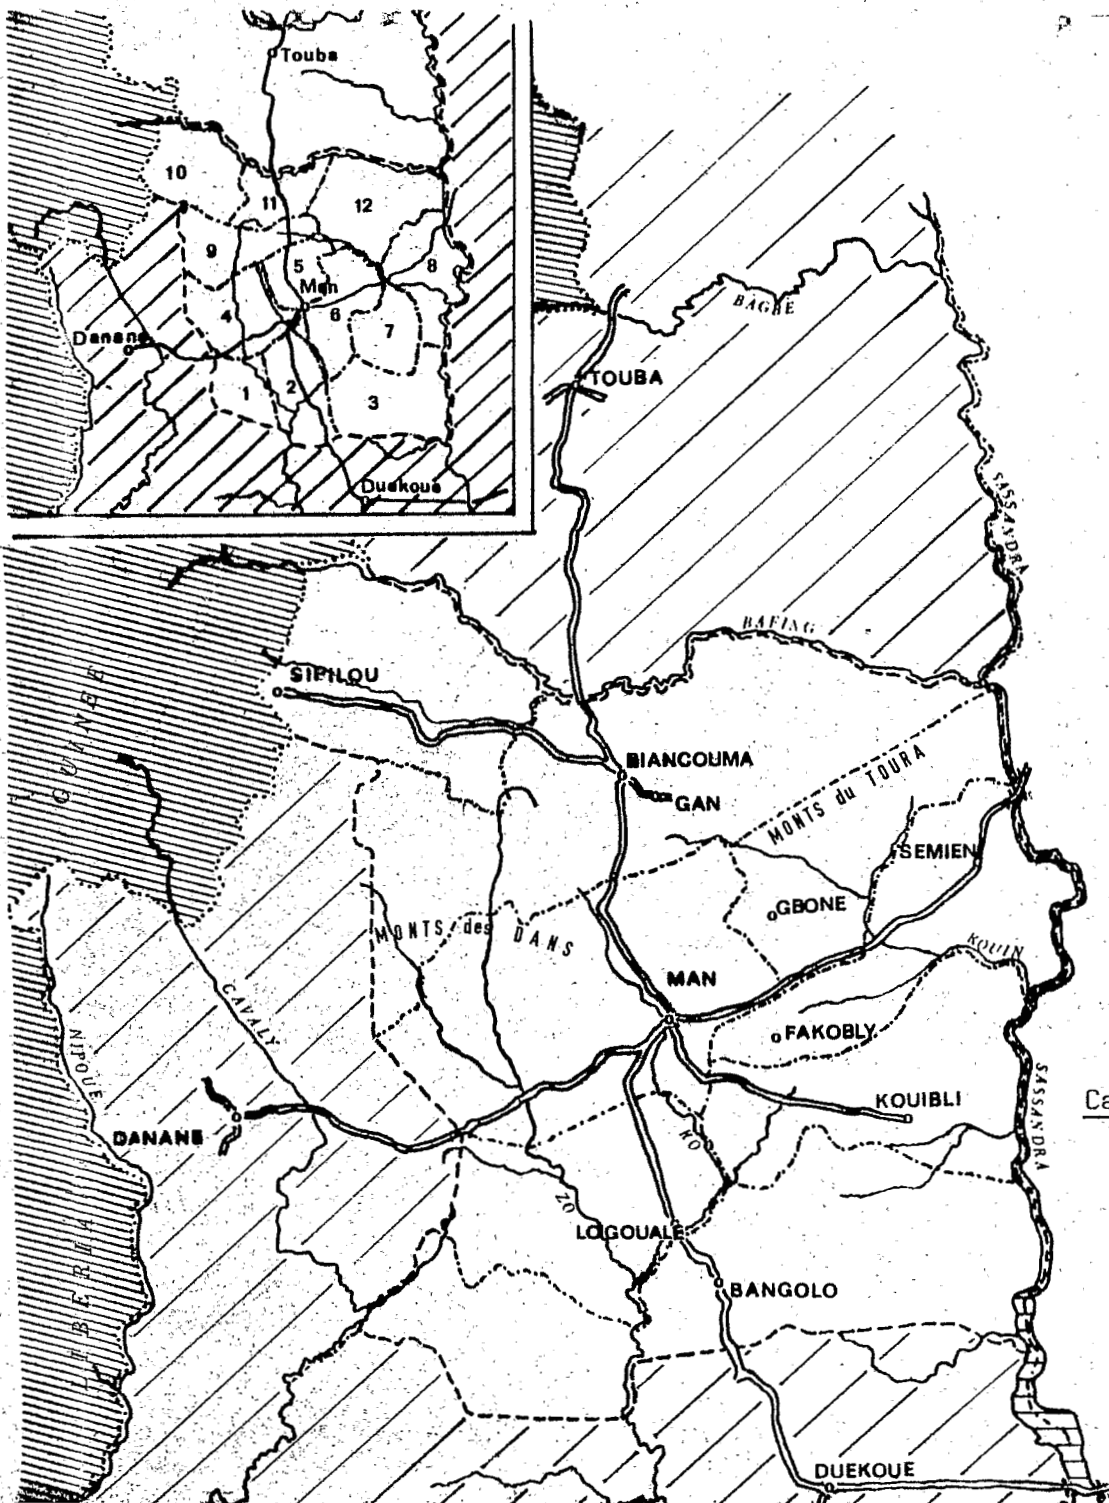 Touba
10
11
12
9
5
8
Man
4
6
7
Danane
1
2
3
Duekoue
BAGBE
TOUBA
SASSANDRA
BAFING
SIPILOU
GUINEE
BIANCOUMA
GAN
MONTS du TOURA
SEMIEN
GBONE
MONTS des DANS
KOUIN
MAN
CAVALY
FAKOBLY
NIPOUE
KOUIBLI
SASSANDRA
Ca
DANANE
KO
ZO
LOGOUALE
LIBERIA
BANGOLO
DUEKOUE